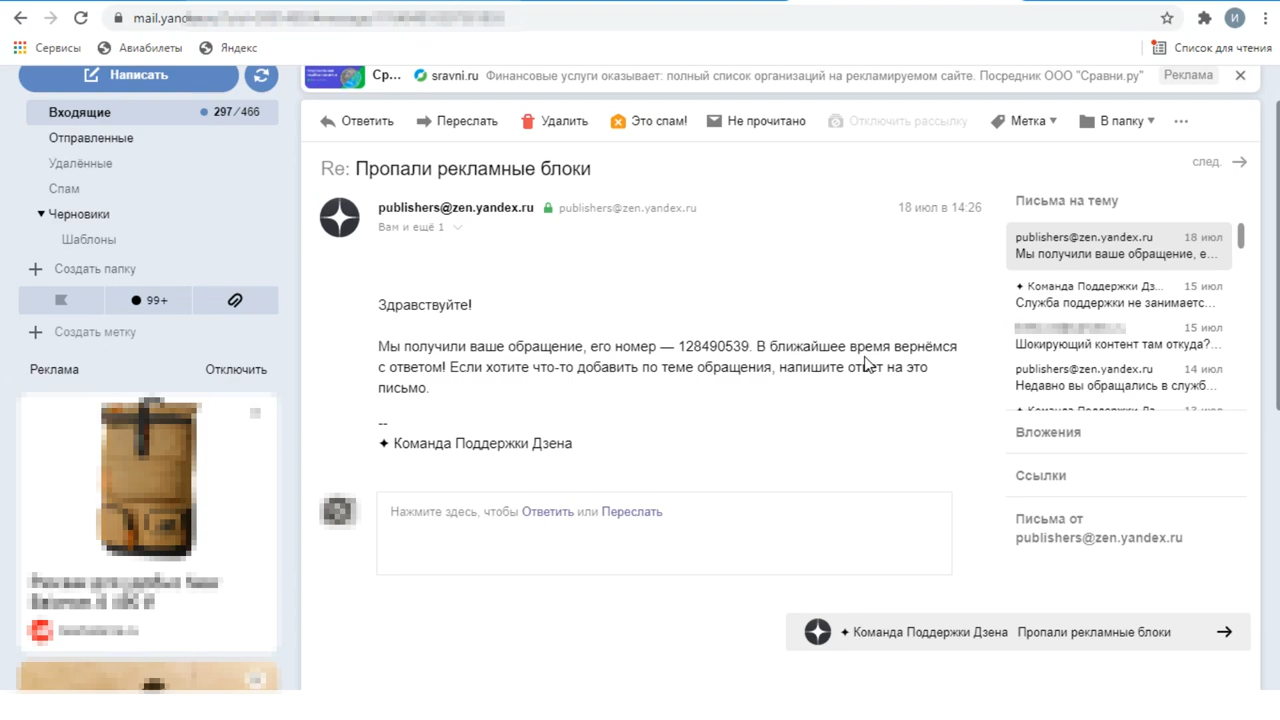 mail.yand
Сервисы
Авиабилеты
Яндекс
Список для чтения
И
Написать
Ср...
sravni.ru
Финансовые услуги оказывает: полный список организаций на рекламируемом сайте. Посредник ООО "Сравни.ру"
Реклама
Входящие
297/466
Отправленные
Удалённые
Спам
Черновики
Шаблоны
Создать папку
99+
Создать метку
Реклама
Отключить
Ответить
Переслать
Удалить
Это спам!
Не прочитано
Отключить рассылку
Метка
В папку
Re: Пропали рекламные блоки
след.
publishers@zen.yandex.ru
publishers@zen.yandex.ru
18 июл в 14:26
Вам и ещё 1
Здравствуйте!
Мы получили ваше обращение, его номер — 128490539. В ближайшее время вернёмся
с ответом! Если хотите что-то добавить по теме обращения, напишите ответ на это
письмо.
--
✦ Команда Поддержки Дзена
Нажмите здесь, чтобы Ответить или Переслать
Письма на тему
publishers@zen.yandex.ru 18 июл
Мы получили ваше обращение, е...
✦ Команда Поддержки Дз... 15 июл
Служба поддержки не занимаетс...
15 июл
Шокирующий контент там откуда?...
publishers@zen.yandex.ru 14 июл
Недавно вы обращались в служб...
Вложения
Ссылки
Письма от
publishers@zen.yandex.ru
✦ Команда Поддержки Дзена Пропали рекламные блоки